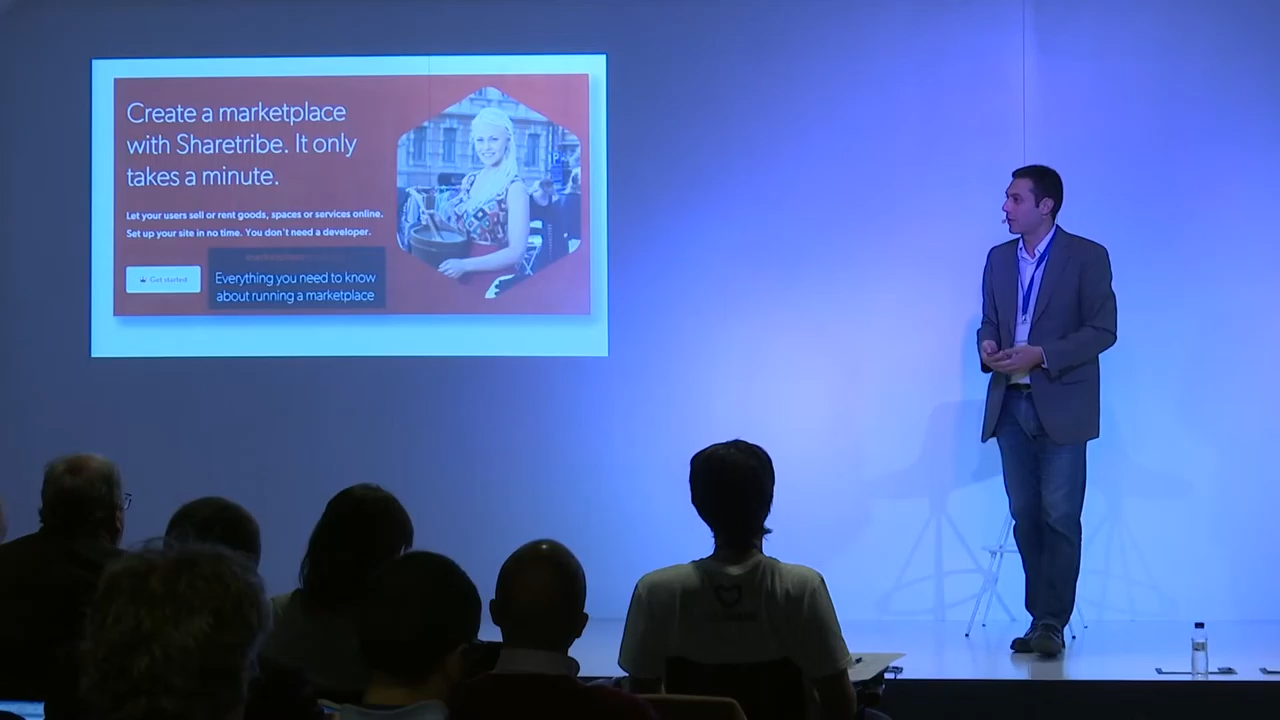 Create a marketplace
with Sharetribe. It only
takes a minute.
Let your users sell or rent goods, spaces or services online.
Set up your site in no time. You don't need a developer.
Get started
Everything you need to know
about running a marketplace
P